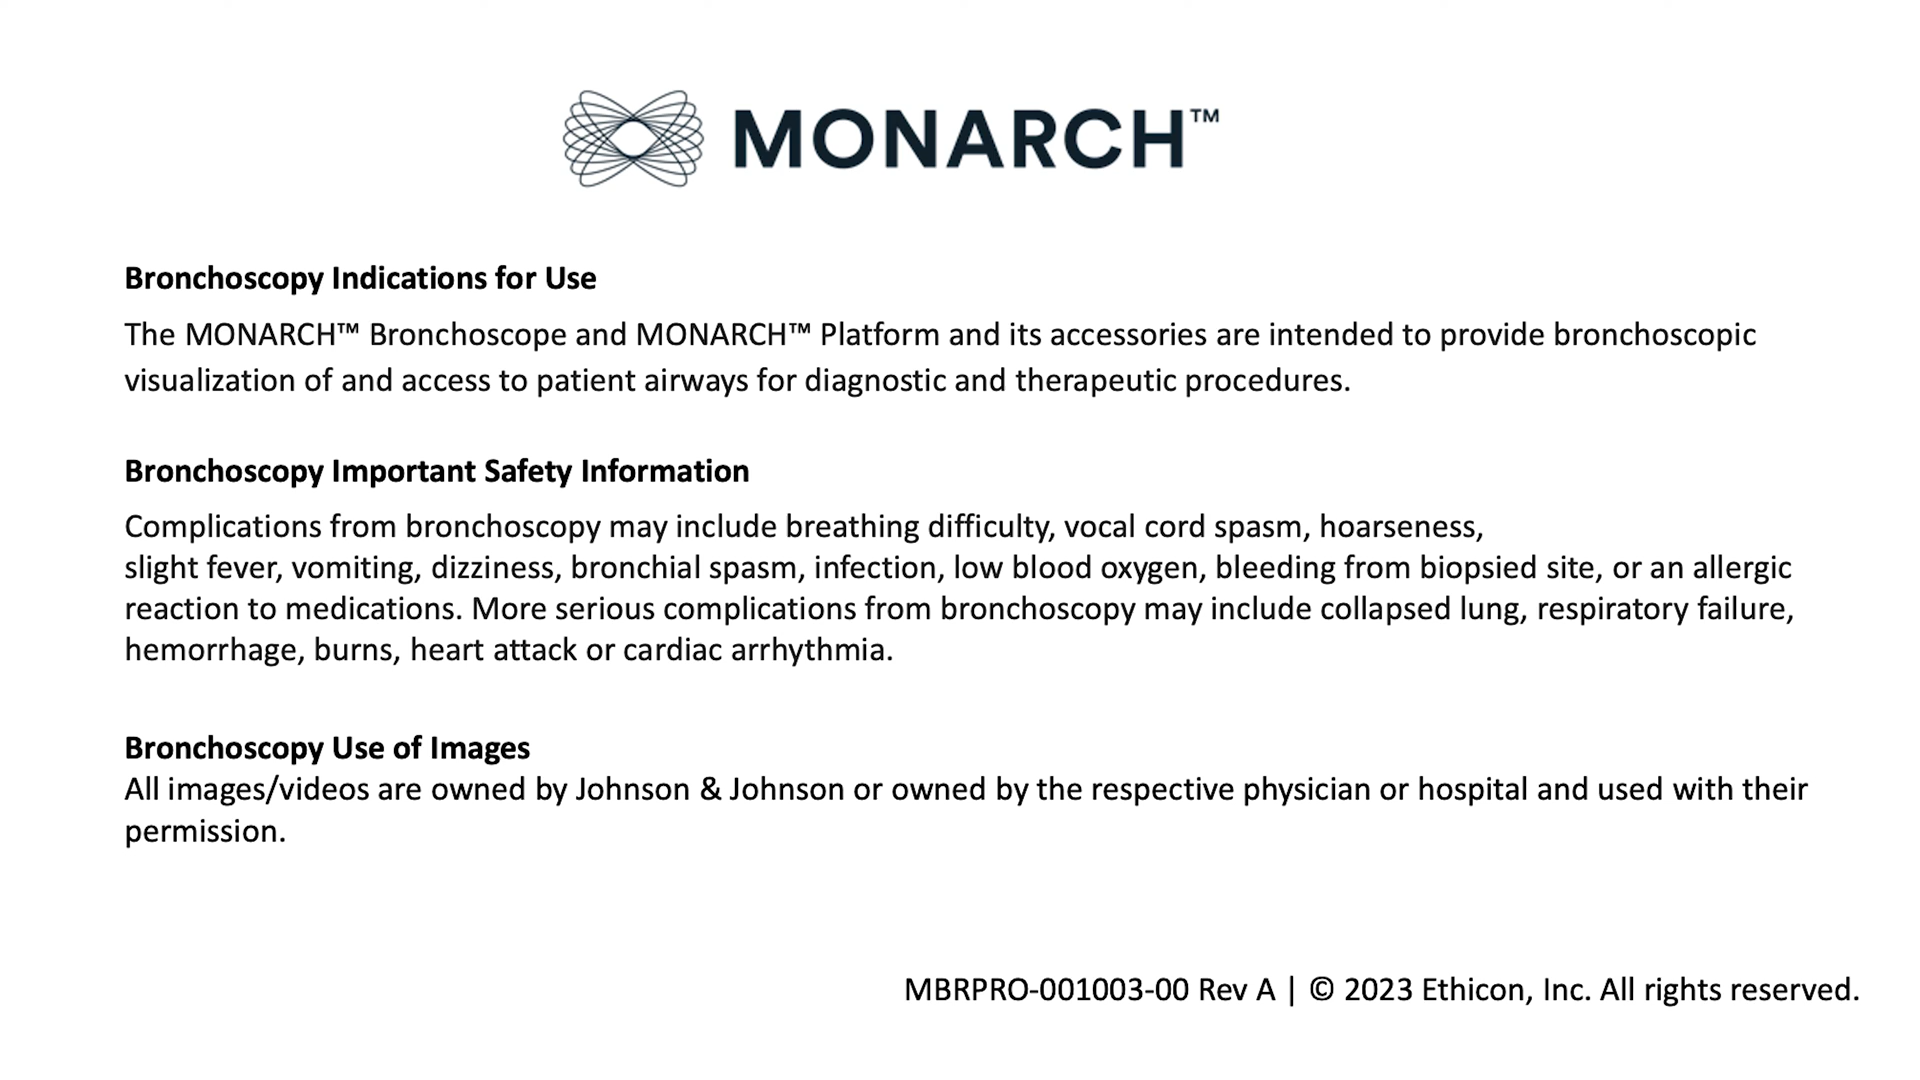 MONARCH™
Bronchoscopy Indications for Use
The MONARCH™ Bronchoscope and MONARCH™ Platform and its accessories are intended to provide bronchoscopic
visualization of and access to patient airways for diagnostic and therapeutic procedures.
Bronchoscopy Important Safety Information
Complications from bronchoscopy may include breathing difficulty, vocal cord spasm, hoarseness,
slight fever, vomiting, dizziness, bronchial spasm, infection, low blood oxygen, bleeding from biopsied site, or an allergic
reaction to medications. More serious complications from bronchoscopy may include collapsed lung, respiratory failure,
hemorrhage, burns, heart attack or cardiac arrhythmia.
Bronchoscopy Use of Images
All images/videos are owned by Johnson & Johnson or owned by the respective physician or hospital and used with their
permission.
MBRPRO-001003-00 Rev A | © 2023 Ethicon, Inc. All rights reserved.